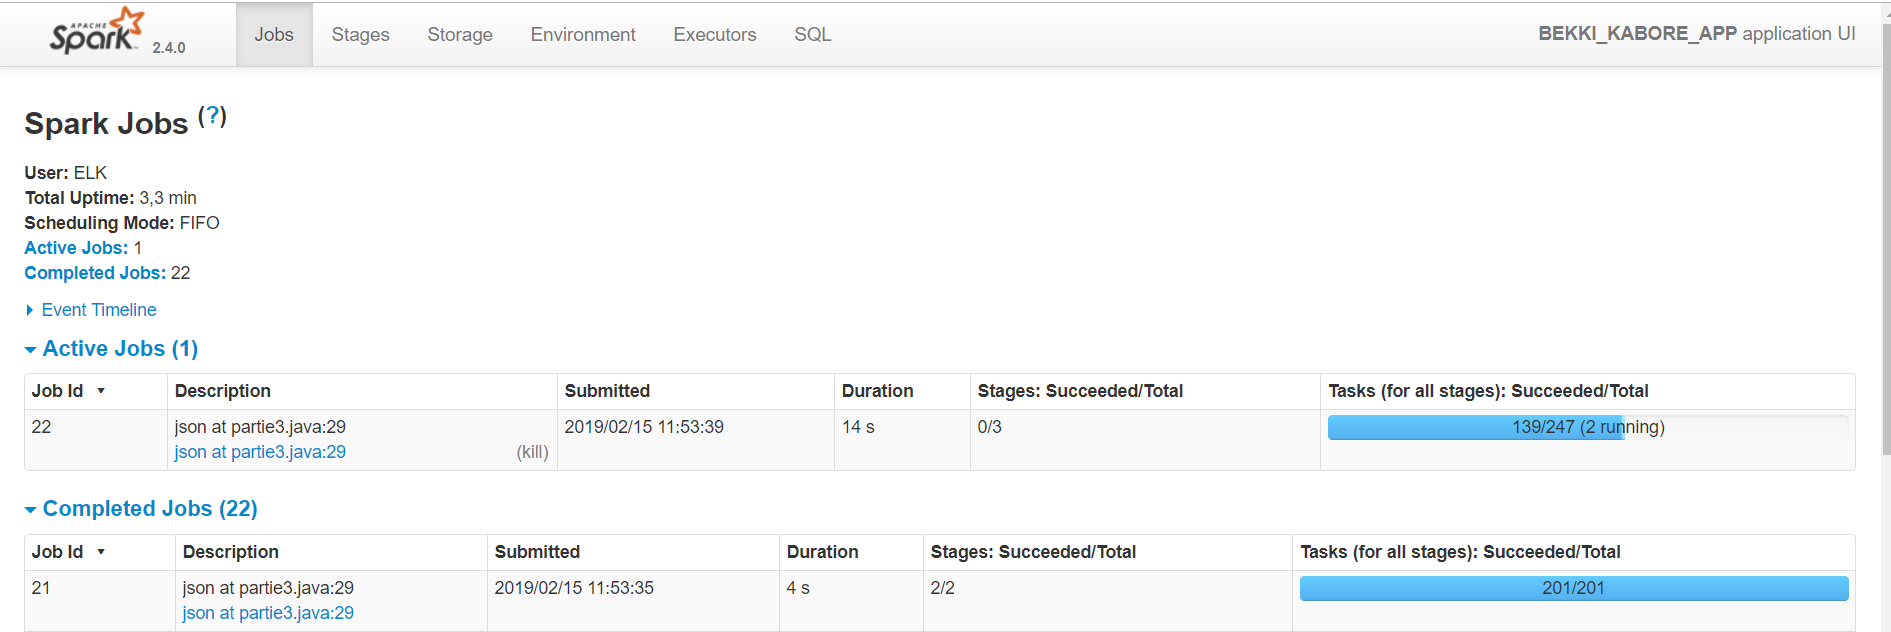 APACHE
Spark 2.4.0 Jobs Stages Storage Environment Executors SQL BEKKI_KABORE_APP application UI
Spark Jobs (?)
User: ELK
Total Uptime: 3,3 min
Scheduling Mode: FIFO
Active Jobs: 1
Completed Jobs: 22
Event Timeline
Active Jobs (1)
Job Id Description Submitted Duration Stages: Succeeded/Total Tasks (for all stages): Succeeded/Total
22 json at partie3.java:29 2019/02/15 11:53:39 14 s 0/3 139/247 (2 running)
json at partie3.java:29 (kill)
Completed Jobs (22)
Job Id Description Submitted Duration Stages: Succeeded/Total Tasks (for all stages): Succeeded/Total
21 json at partie3.java:29 2019/02/15 11:53:35 4 s 2/2 201/201
json at partie3.java:29